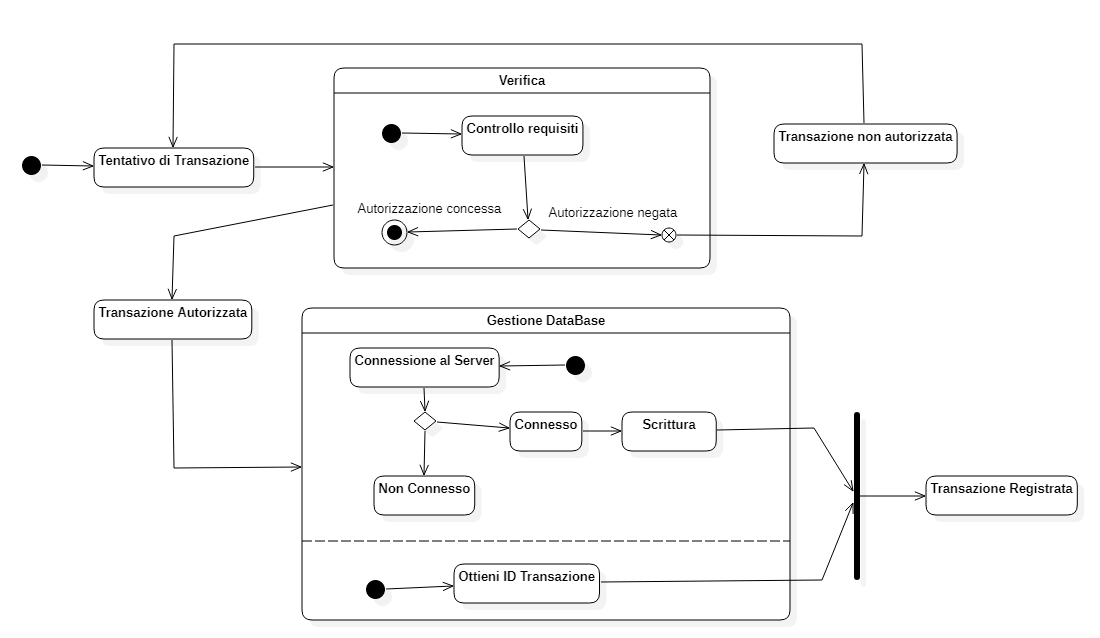 Verifica
Controllo requisiti
Transazione non autorizzata
Tentativo di Transazione
Autorizzazione concessa
Autorizzazione negata
Transazione Autorizzata
Gestione DataBase
Connessione al Server
Connesso
Scrittura
Non Connesso
Transazione Registrata
Ottieni ID Transazione